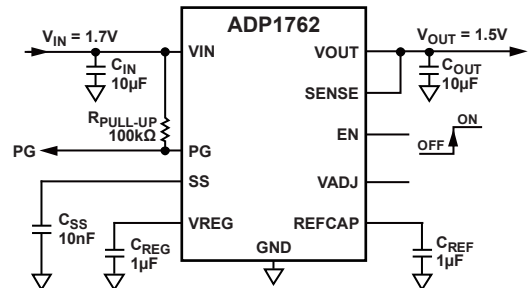 ADP1762
VIN = 1.7V
VIN
VOUT
VOUT = 1.5V
CIN
10µF
COUT
10µF
SENSE
RPULL-UP
100kΩ
EN
ON
OFF
PG
PG
SS
VADJ
CSS
10nF
VREG
REFCAP
CREG
1µF
GND
CREF
1µF